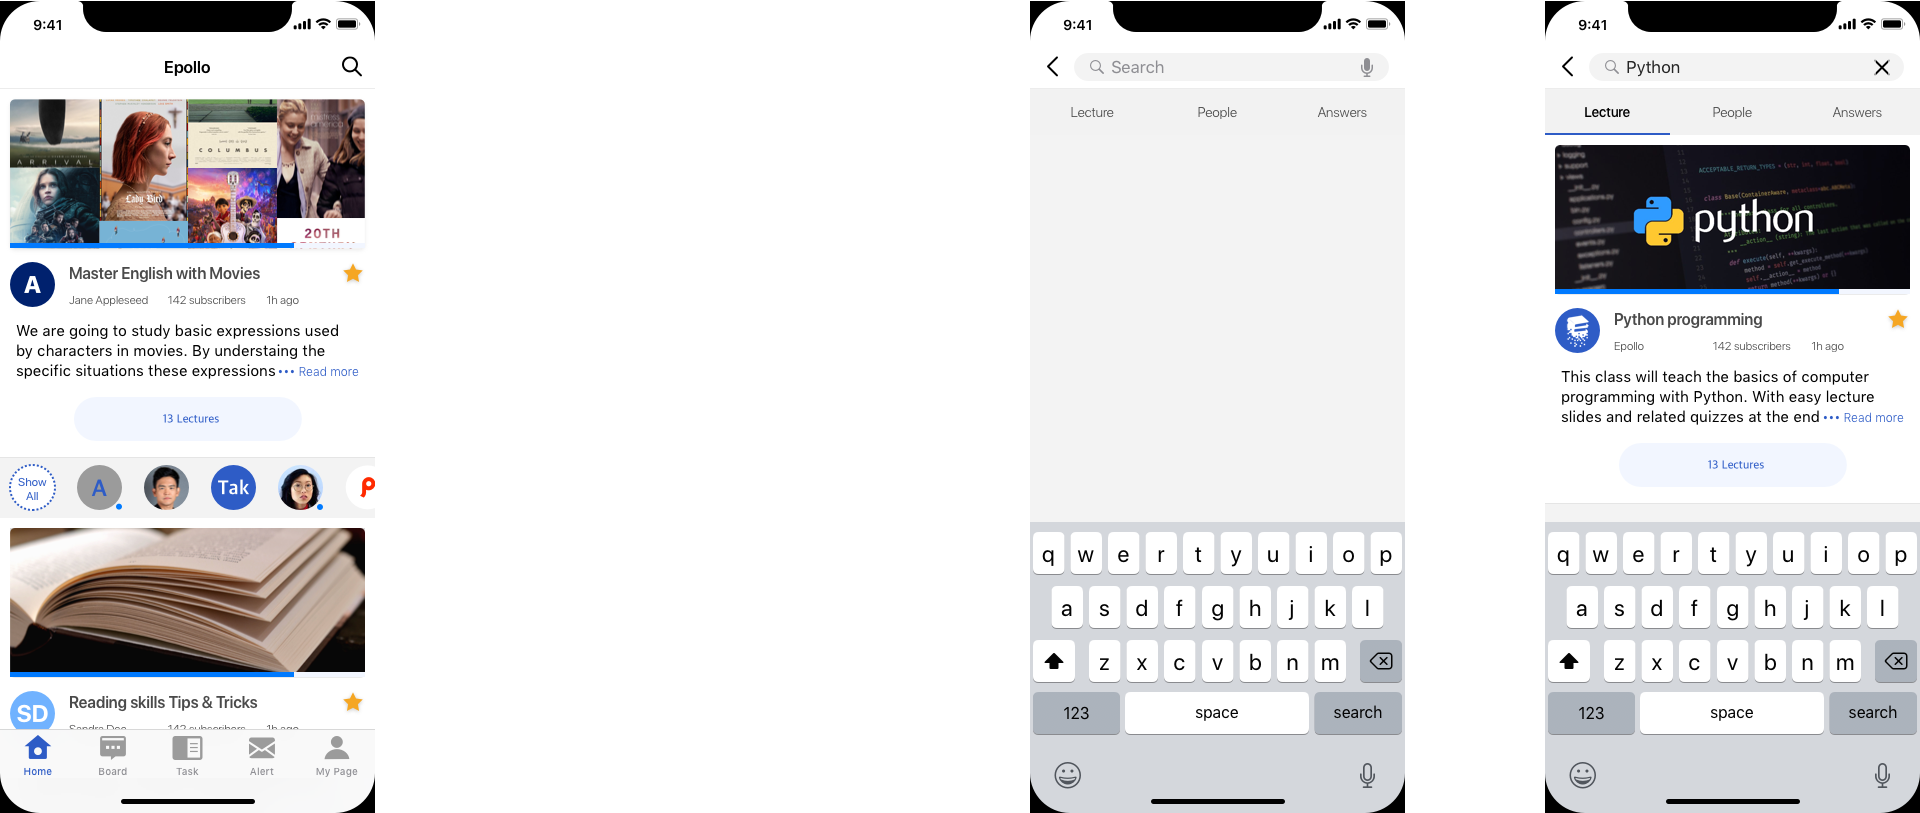 9:41
Epollo
ARRIVAL
Lady Bird
COLUMBUS
20TH
A
Master English with Movies
Jane Appleseed 142 subscribers 1h ago
We are going to study basic expressions used
by characters in movies. By understaing the
specific situations these expressions ••• Read more
13 Lectures
Show
All
A
Tak
SD
Reading skills Tips & Tricks
Sandra Doe 142 subscribers 1h ago
Home Board Task Alert My Page
9:41
Search
Lecture People Answers
q w e r t y u i o p
a s d f g h j k l
z x c v b n m
123 space search
9:41
Python
Lecture People Answers
python
Python programming
Epollo 142 subscribers 1h ago
This class will teach the basics of computer
programming with Python. With easy lecture
slides and related quizzes at the end ••• Read more
13 Lectures
q w e r t y u i o p
a s d f g h j k l
z x c v b n m
123 space search